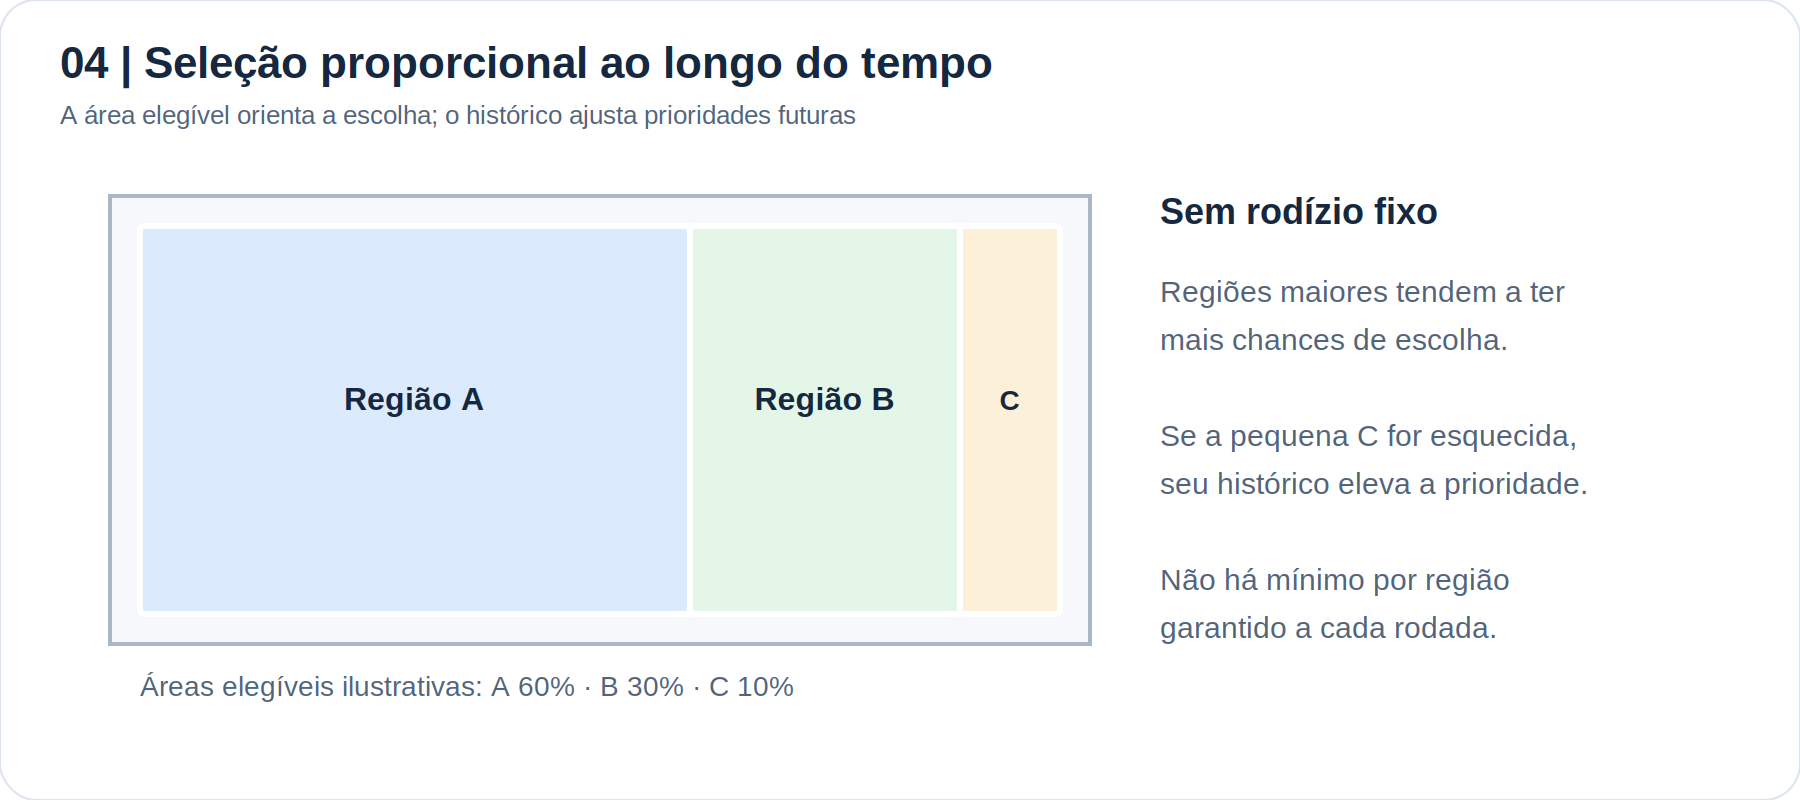 04 | Seleção proporcional ao longo do tempo
A área elegível orienta a escolha; o histórico ajusta prioridades futuras
Região A
Região B
C
Áreas elegíveis ilustrativas: A 60% · B 30% · C 10%
Sem rodízio fixo
Regiões maiores tendem a ter
mais chances de escolha.
Se a pequena C for esquecida,
seu histórico eleva a prioridade.
Não há mínimo por região
garantido a cada rodada.